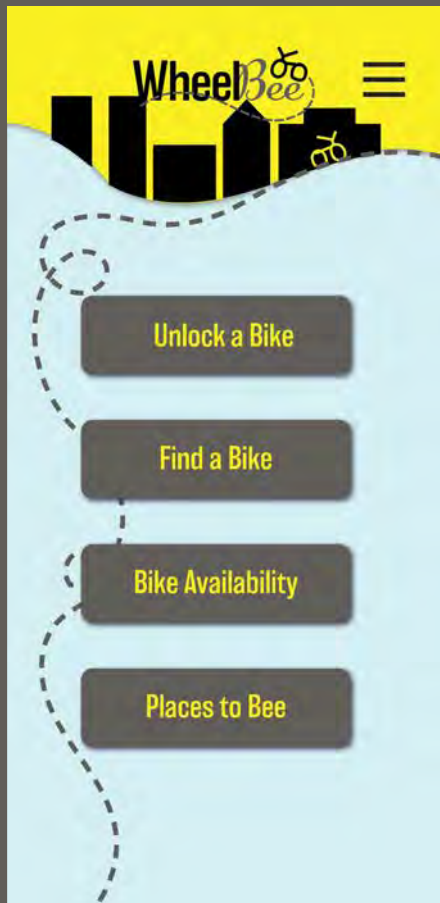 WheelBee
Unlock a Bike
Find a Bike
Bike Availability
Places to Bee